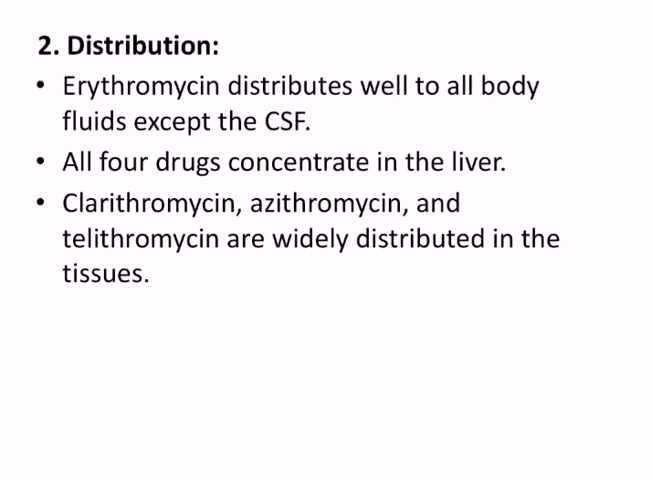 2. Distribution:
• Erythromycin distributes well to all body
fluids except the CSF.
• All four drugs concentrate in the liver.
• Clarithromycin, azithromycin, and
telithromycin are widely distributed in the
tissues.